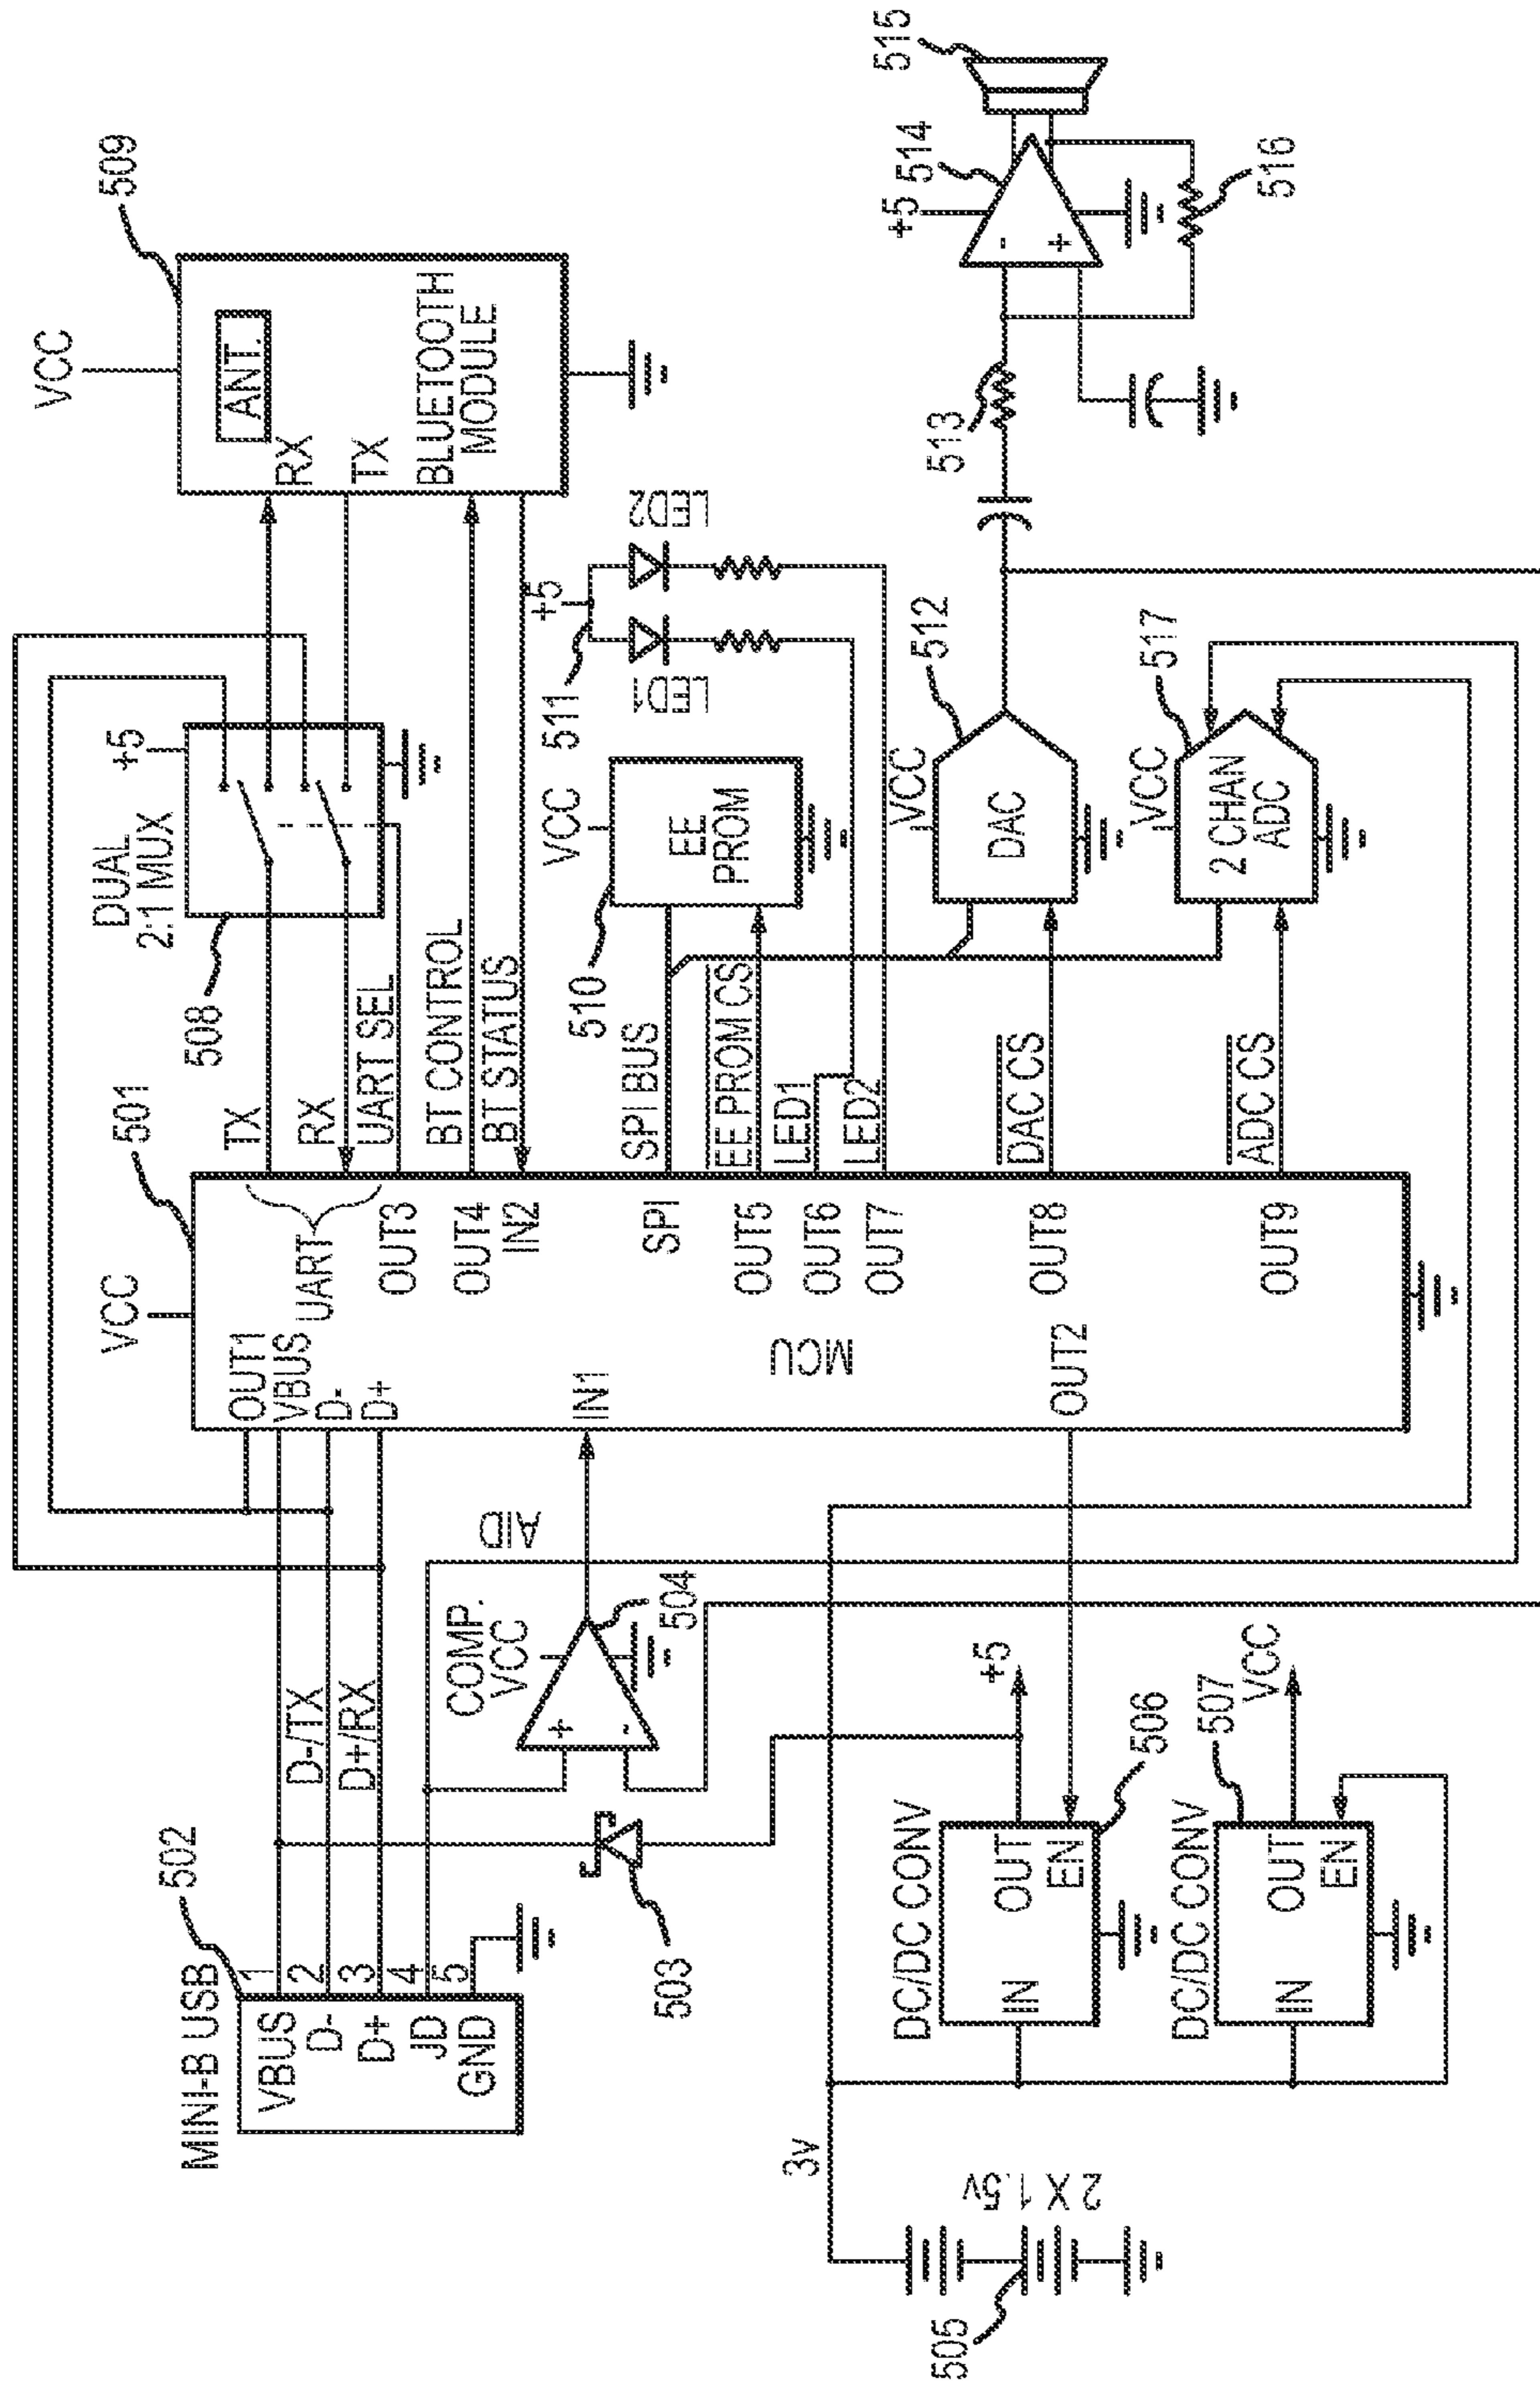 MINI-B USB
502
VBUS
1
D-
2
D+
3
JD
4
GND
5
D-/TX
D+/RX
503
COMP.
VCC
+
-
504
AID
505
2 X 1.5v
3v
DC/DC CONV
IN
OUT
EN
+5
506
DC/DC CONV
IN
OUT
EN
507
VCC
VCC
501
OUT1
VBUS
D-
D+
IN1
OUT2
MCU
UART
OUT3
OUT4
IN2
SPI
OUT5
OUT6
OUT7
OUT8
OUT9
TX
RX
UART SEL
BT CONTROL
BT STATUS
SPI BUS
EE PROM CS
LED1
LED2
DAC CS
ADC CS
508
DUAL
2:1 MUX
+5
VCC
509
ANT.
RX
TX
BLUETOOTH
MODULE
510
VCC
EE
PROM
511
+5
LED1
LED2
VCC
512
DAC
VCC
517
2 CHAN
ADC
513
+5
514
-
+
515
516